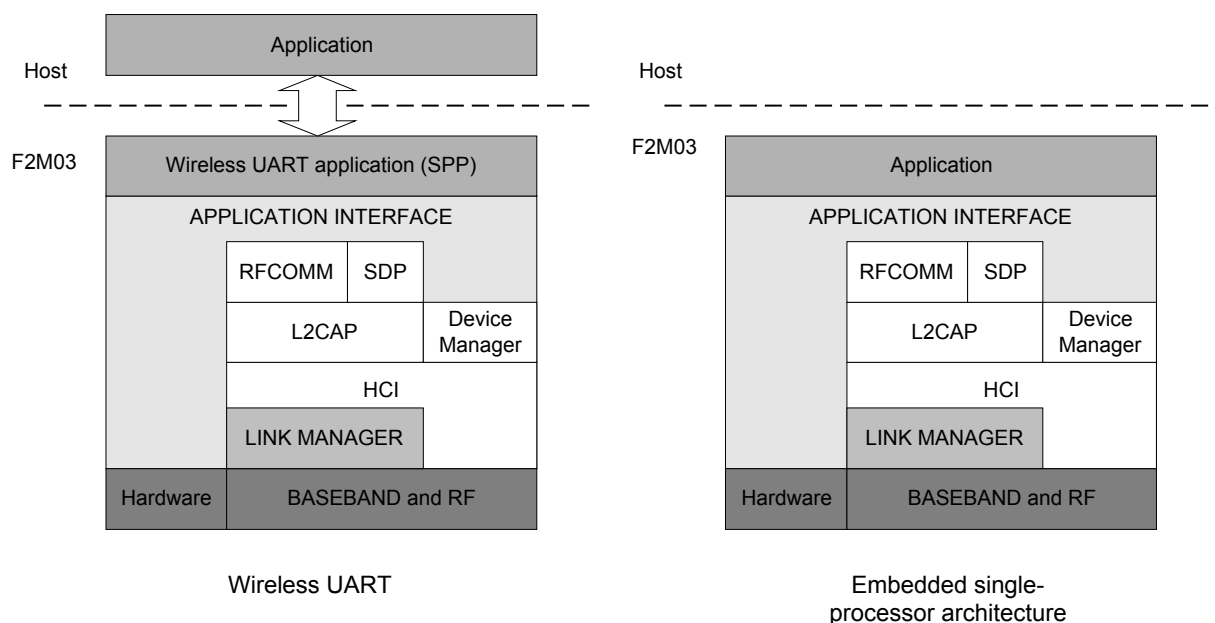 Application
Host
F2M03
Wireless UART application (SPP)
APPLICATION INTERFACE
RFCOMM
SDP
L2CAP
Device
Manager
HCI
LINK MANAGER
Hardware
BASEBAND and RF
Wireless UART
Host
F2M03
Application
APPLICATION INTERFACE
RFCOMM
SDP
L2CAP
Device
Manager
HCI
LINK MANAGER
Hardware
BASEBAND and RF
Embedded single-
processor architecture